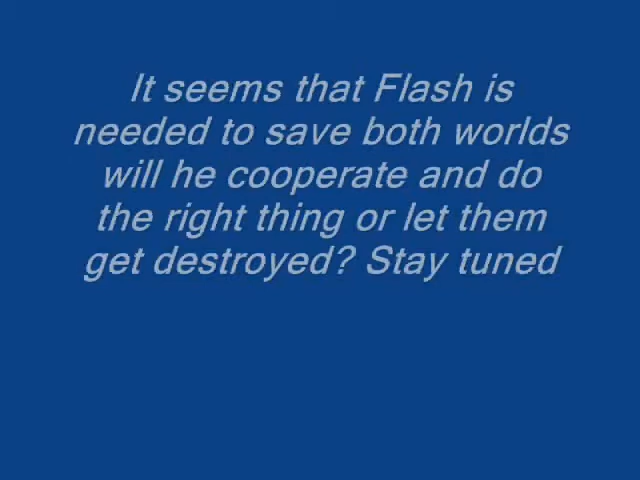 It seems that Flash is
needed to save both worlds
will he cooperate and do
the right thing or let them
get destroyed? Stay tuned